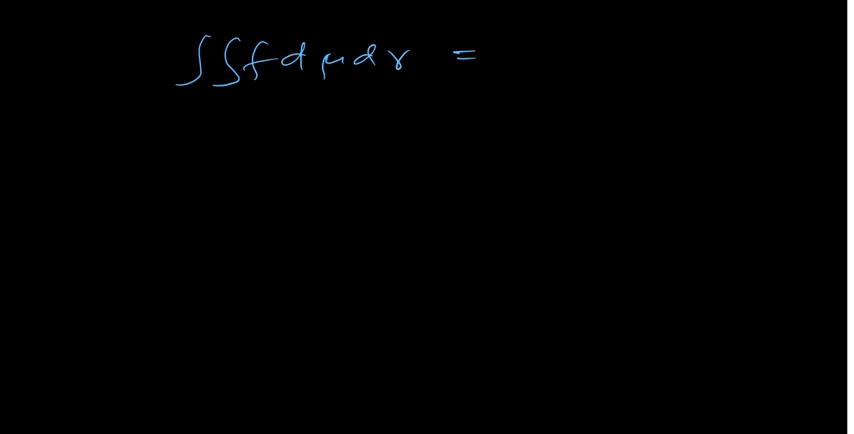 ∫∫f dμ dγ =